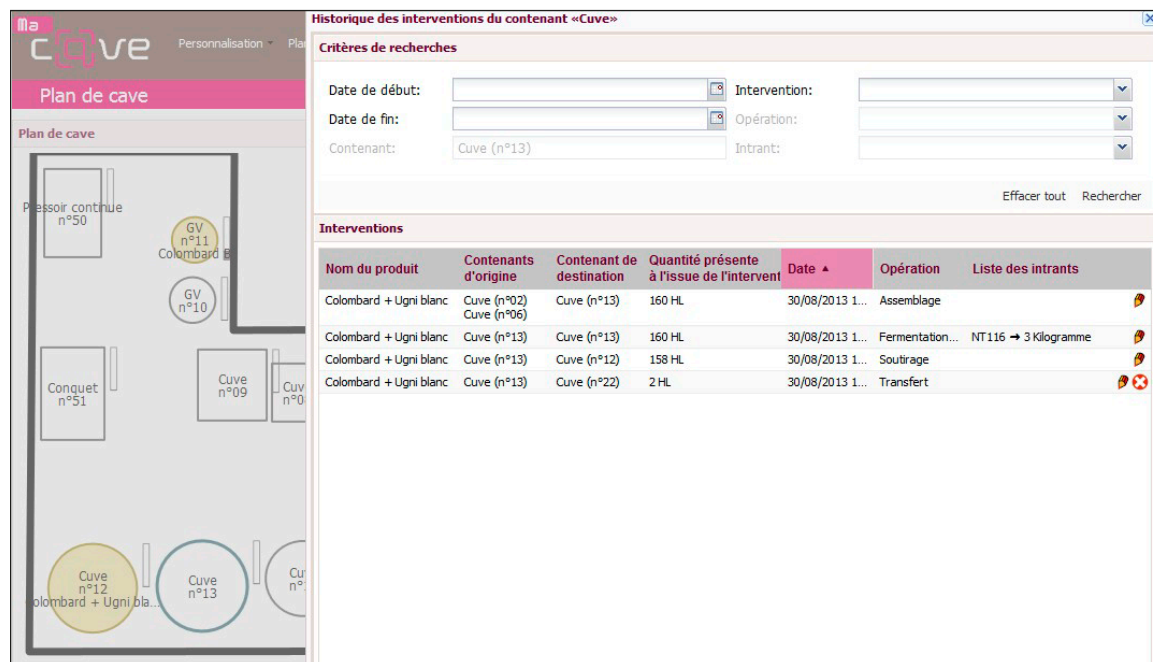 Ma
cave
Personnalisation
Plan de cave
Plan de cave
Pressoir continue
n°50
GV
n°11
Colombard
GV
n°10
Conquet
n°51
Cuve
n°09
Cuve
n°12
Colombard + Ugni bla...
Cuve
n°13
Historique des interventions du contenant «Cuve»
Critères de recherches
Date de début:
Intervention:
Date de fin:
Opération:
Contenant: Cuve (n°13)
Intrant:
Effacer tout Rechercher
Interventions
Nom du produit Contenants d'origine Contenant de destination Quantité présente à l'issue de l'intervent Date Opération Liste des intrants
Colombard + Ugni blanc Cuve (n°02) Cuve (n°13) 160 HL 30/08/2013 1... Assemblage
Cuve (n°06)
Colombard + Ugni blanc Cuve (n°13) Cuve (n°13) 160 HL 30/08/2013 1... Fermentation... NT116 → 3 Kilogramme
Colombard + Ugni blanc Cuve (n°13) Cuve (n°12) 158 HL 30/08/2013 1... Soutirage
Colombard + Ugni blanc Cuve (n°13) Cuve (n°22) 2 HL 30/08/2013 1... Transfert